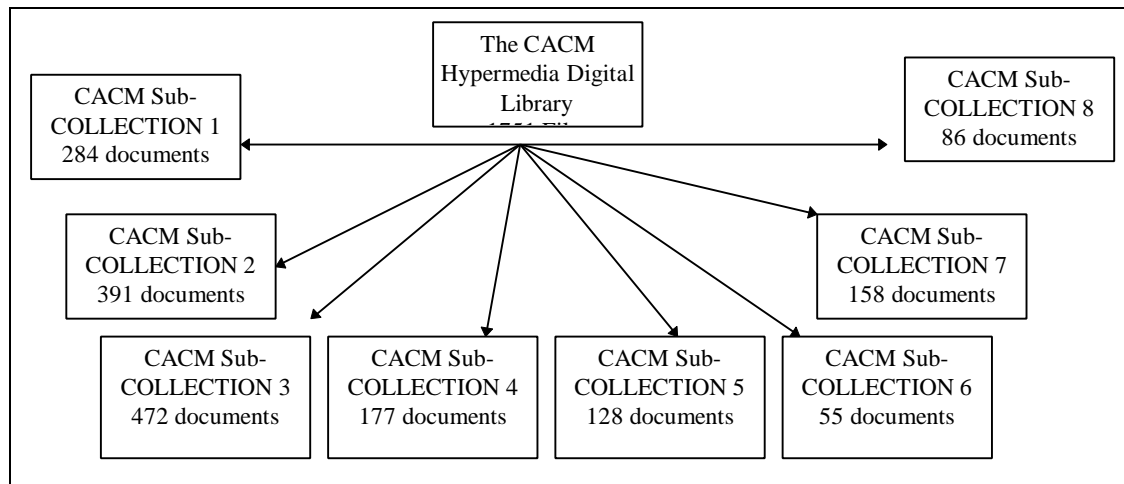 The CACM
Hypermedia Digital
Library
1751 Fil
CACM Sub-
COLLECTION 1
284 documents
CACM Sub-
COLLECTION 8
86 documents
CACM Sub-
COLLECTION 2
391 documents
CACM Sub-
COLLECTION 7
158 documents
CACM Sub-
COLLECTION 3
472 documents
CACM Sub-
COLLECTION 4
177 documents
CACM Sub-
COLLECTION 5
128 documents
CACM Sub-
COLLECTION 6
55 documents